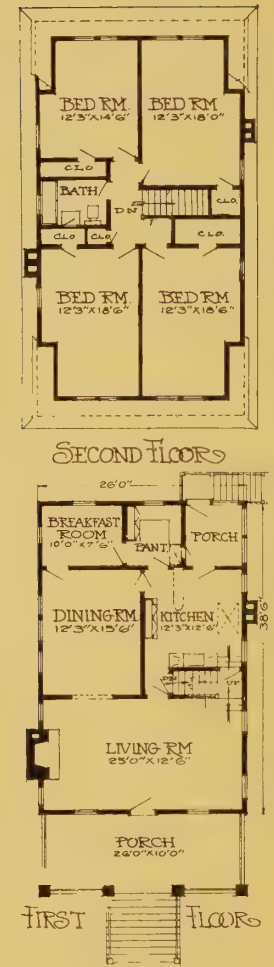 BED RM.
12'3"X14'6"
BED RM.
12'3"X18'0"
CLO
BATH
DN
CLO.
CLO
CLO
CLO.
BED RM.
12'3"X18'6"
BED RM
12'3"X18'6"
SECOND FLOOR
26'0"
BREAKFAST
ROOM
10'0"X7'6"
PANT.
PORCH
DINING RM.
12'3"X15'6"
KITCHEN
12'3"X12'6"
38'6"
DN
UP
LIVING RM
25'0"X12'6"
PORCH
26'0"X10'0"
FIRST FLOOR